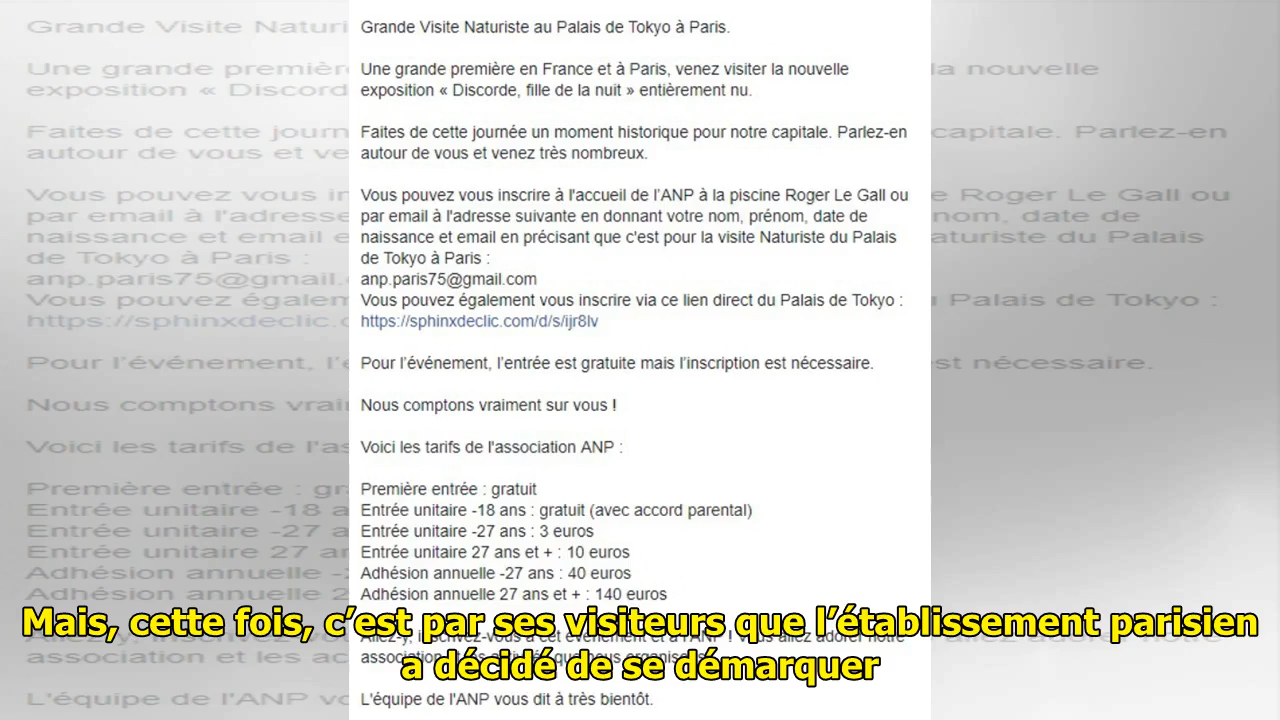 Grande Visite Naturiste au Palais de Tokyo à Paris.
Une grande première en France et à Paris, venez visiter la nouvelle
exposition « Discorde, fille de la nuit » entièrement nu.
Faites de cette journée un moment historique pour notre capitale. Parlez-en
autour de vous et venez très nombreux.
Vous pouvez vous inscrire à l'accueil de l'ANP à la piscine Roger Le Gall ou
par email à l'adresse suivante en donnant votre nom, prénom, date de
naissance et email en précisant que c'est pour la visite Naturiste du Palais
de Tokyo à Paris :
anp.paris75@gmail.com
Vous pouvez également vous inscrire via ce lien direct du Palais de Tokyo :
https://sphinxdeclic.com/d/s/ijr8lv
Pour l’événement, l’entrée est gratuite mais l’inscription est nécessaire.
Nous comptons vraiment sur vous !
Voici les tarifs de l'association ANP :
Première entrée : gratuit
Entrée unitaire -18 ans : gratuit (avec accord parental)
Entrée unitaire -27 ans : 3 euros
Entrée unitaire 27 ans et + : 10 euros
Adhésion annuelle -27 ans : 40 euros
Adhésion annuelle 27 ans et + : 140 euros
Mais, cette fois, c’est par ses visiteurs que l’établissement parisien
a décidé de se démarquer
L'équipe de l'ANP vous dit à très bientôt.